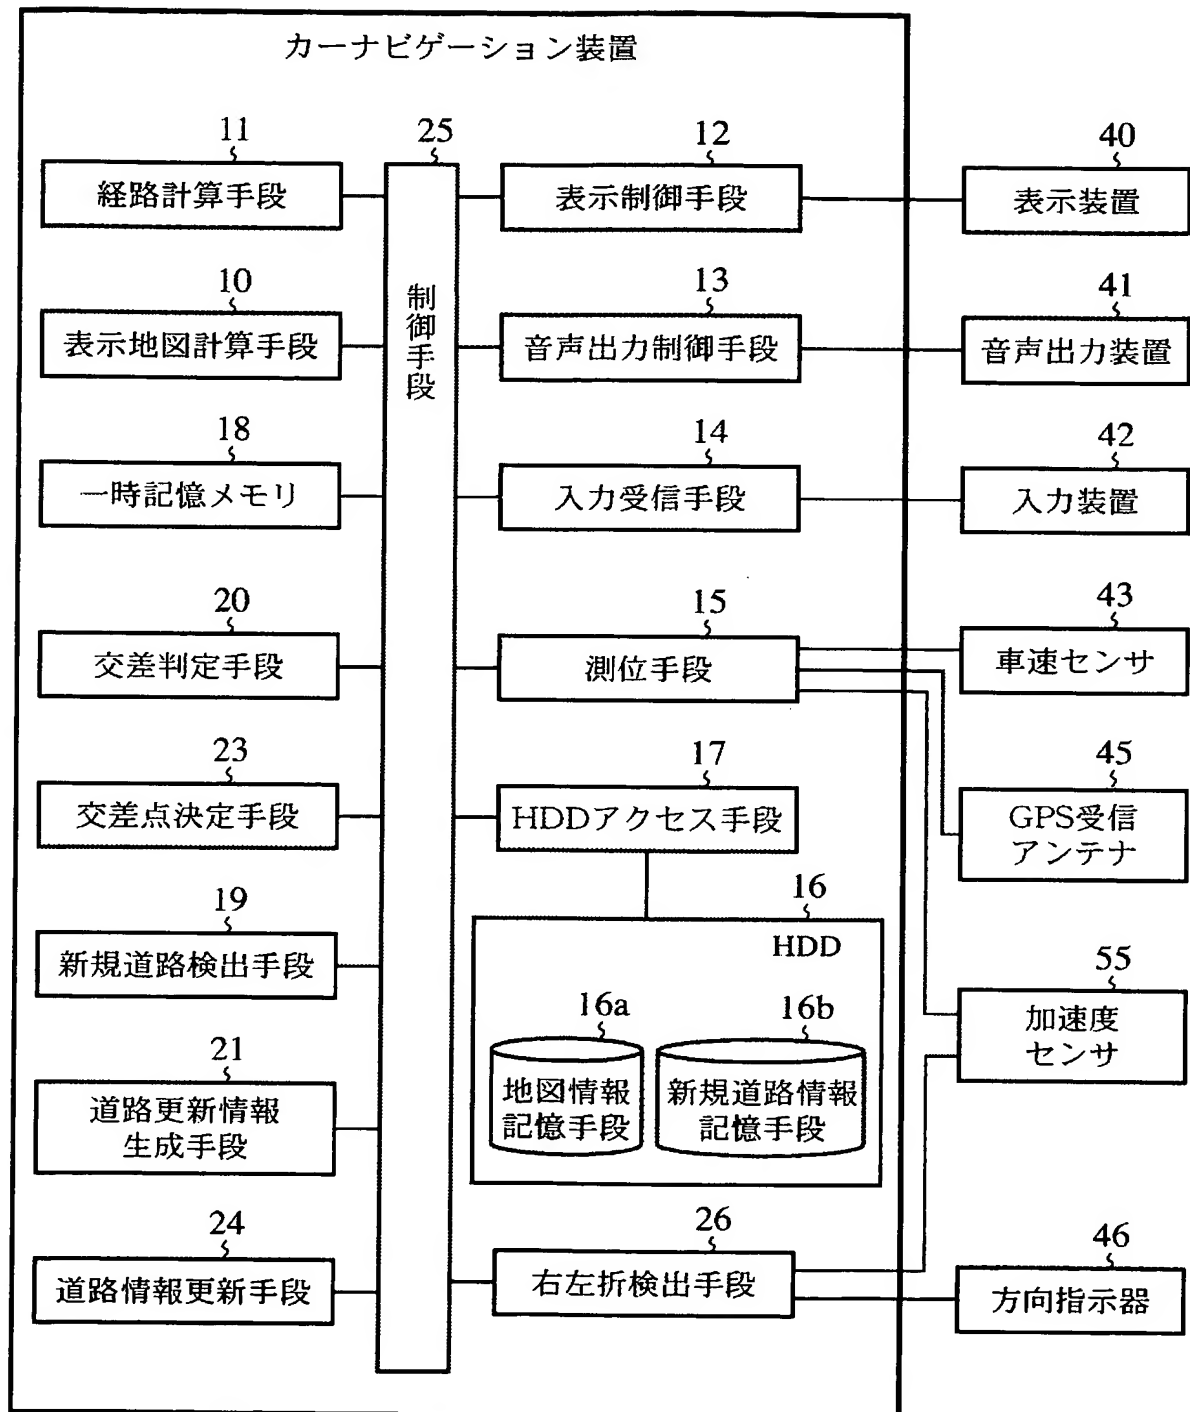 カーナビゲーション装置
11
25
12
40
経路計算手段
表示制御手段
表示装置
10
制御手段
13
41
表示地図計算手段
音声出力制御手段
音声出力装置
18
14
42
一時記憶メモリ
入力受信手段
入力装置
20
15
43
交差判定手段
測位手段
車速センサ
23
17
45
交差点決定手段
HDDアクセス手段
GPS受信
アンテナ
19
16
新規道路検出手段
HDD
55
加速度
センサ
16a
16b
地図情報
記憶手段
新規道路情報
記憶手段
21
道路更新情報
生成手段
24
26
46
道路情報更新手段
右左折検出手段
方向指示器